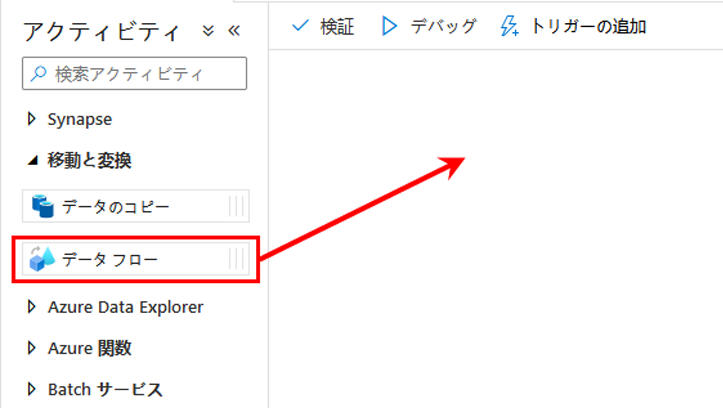 アクティビティ
検証 デバッグ トリガーの追加
検索アクティビティ
Synapse
移動と変換
データのコピー
データ フロー
Azure Data Explorer
Azure 関数
Batch サービス